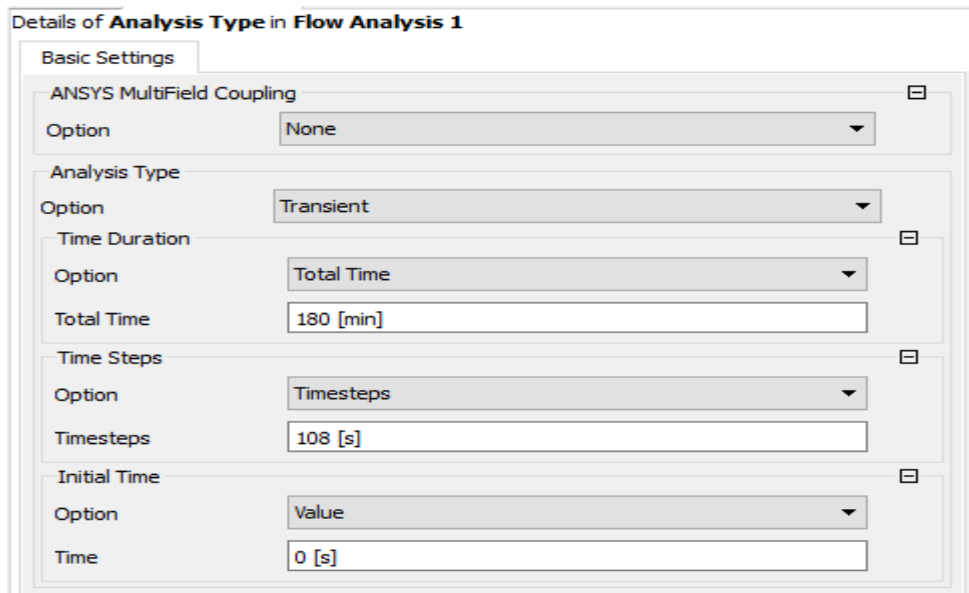 Details of Analysis Type in Flow Analysis 1
Basic Settings
ANSYS MultiField Coupling
Option None
Analysis Type
Option Transient
Time Duration
Option Total Time
Total Time 180 [min]
Time Steps
Option Timesteps
Timesteps 108 [s]
Initial Time
Option Value
Time 0 [s]